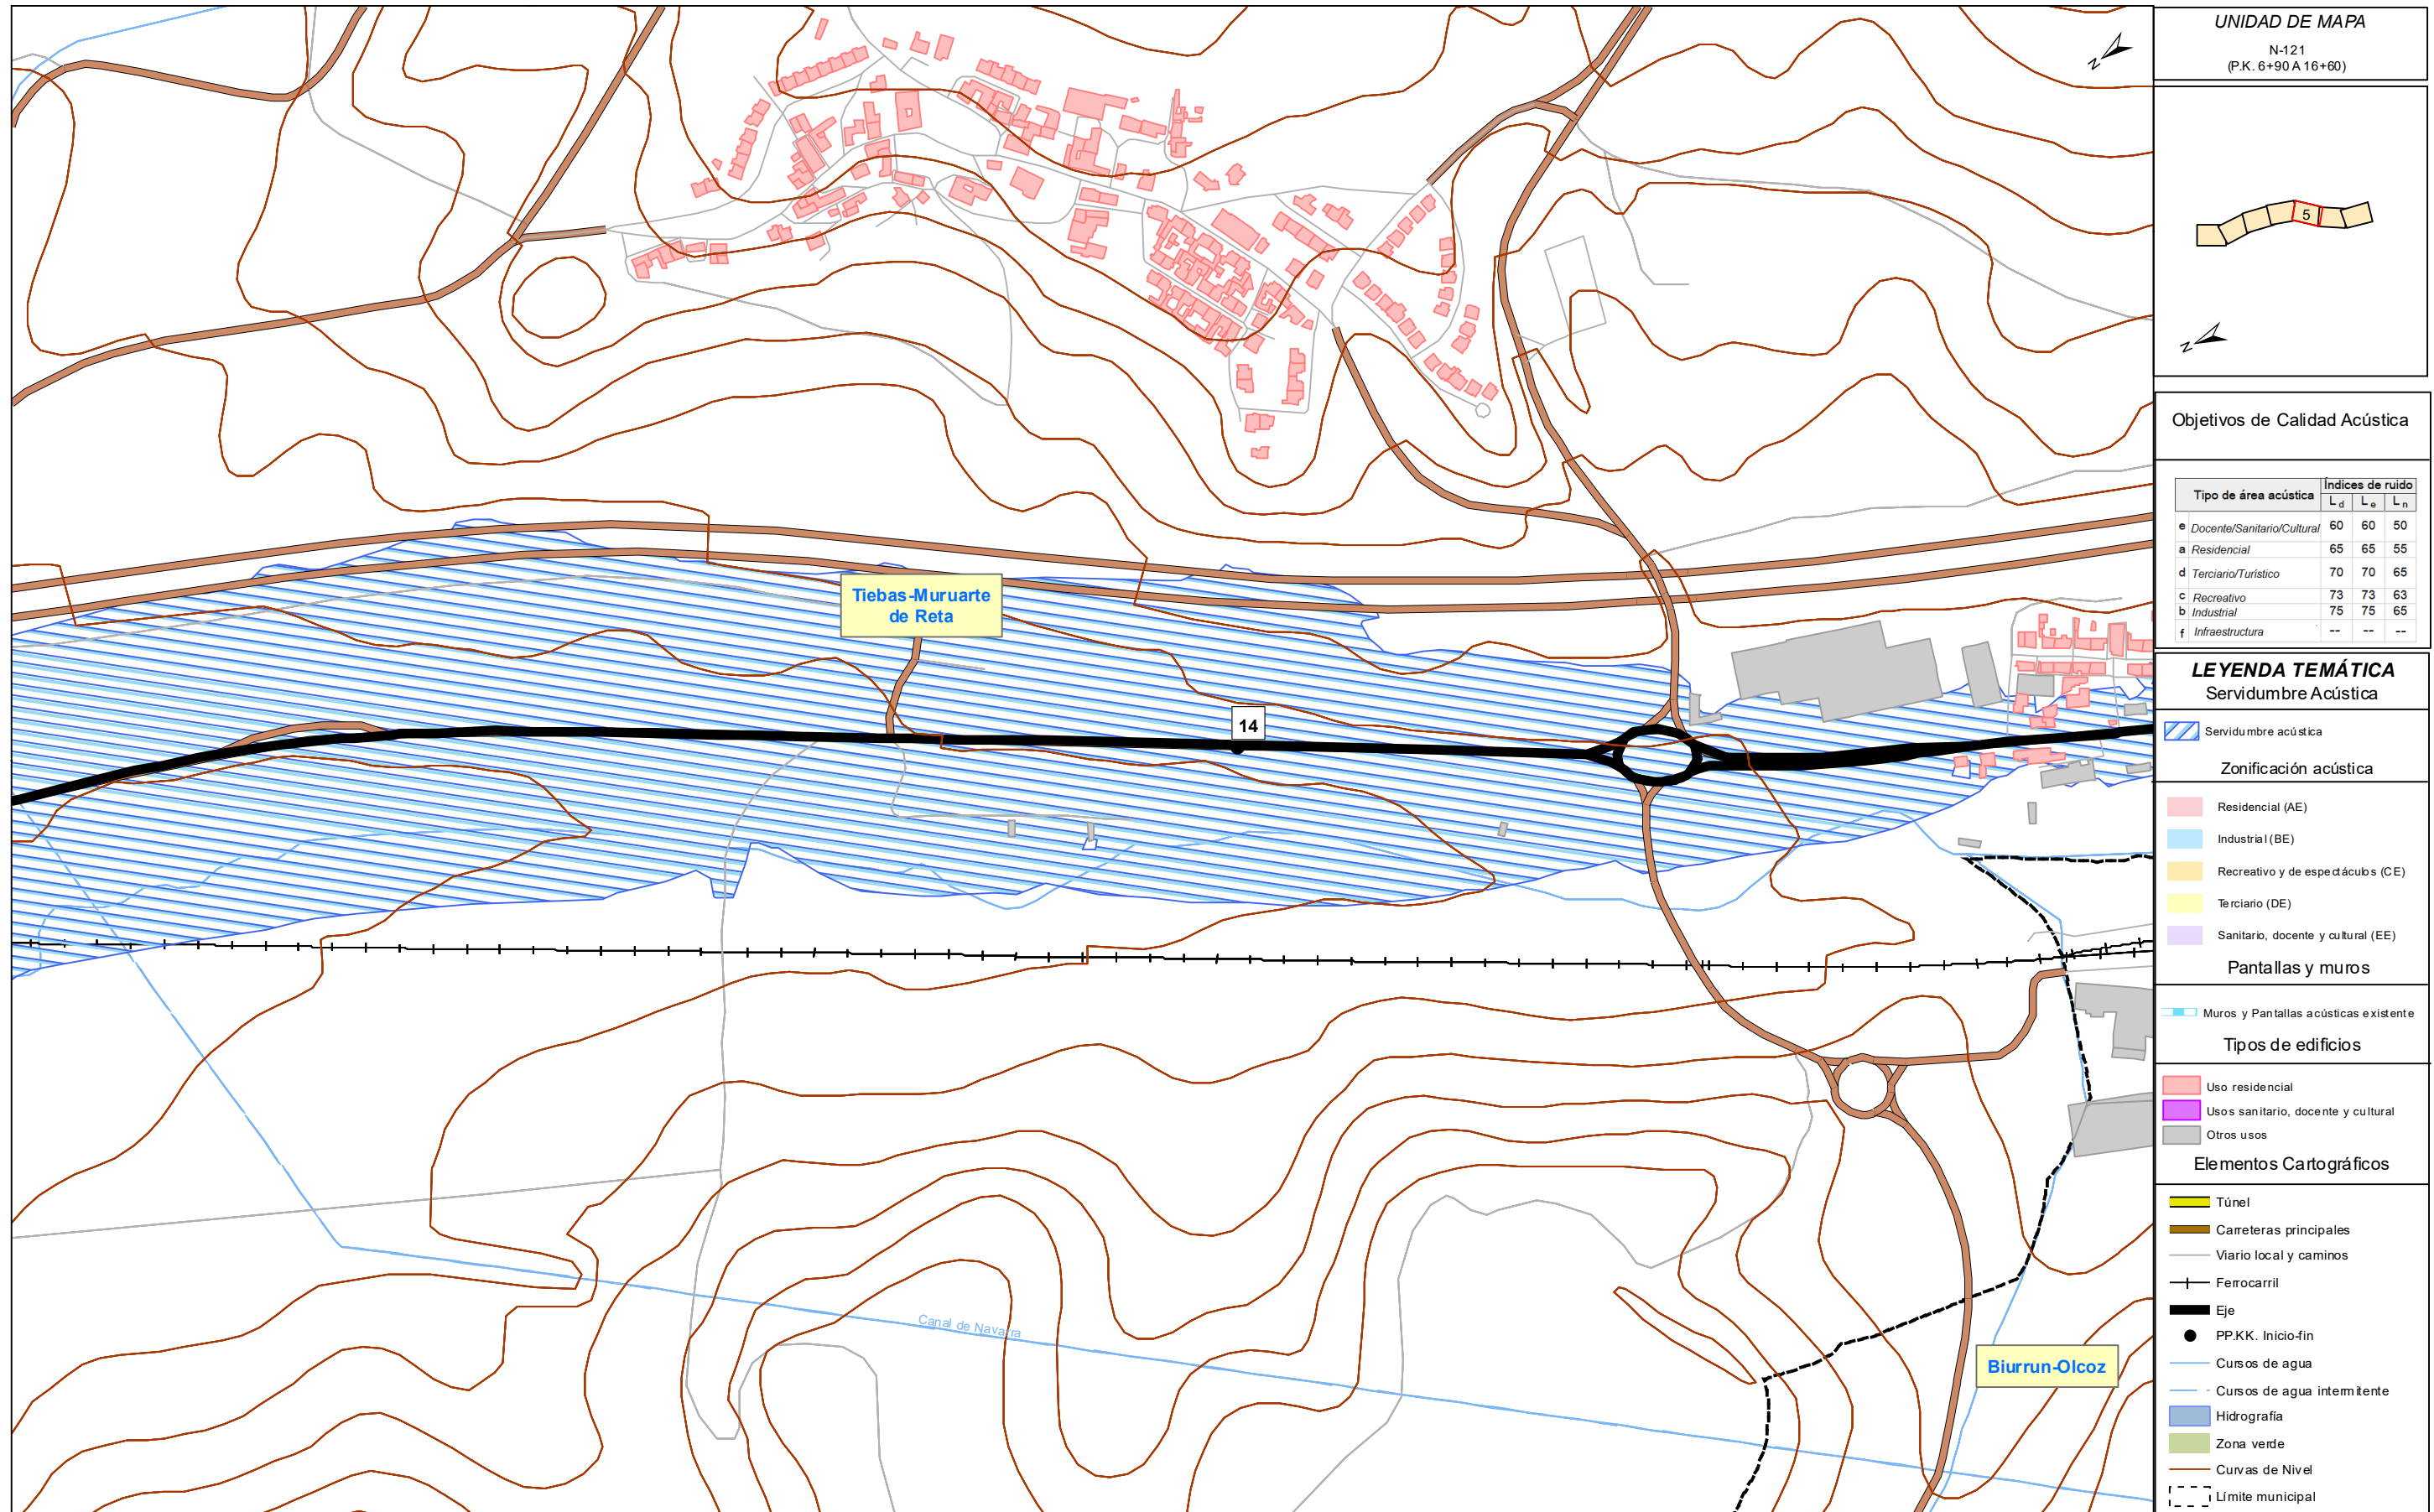 Tiebas-Muruarte
de Reta
14
Canal de Navarra
Biurrun-Olcoz
N
UNIDAD DE MAPA
N-121
(P.K. 6+90 A 16+60)
5
N
Objetivos de Calidad Acústica
Tipo de área acústica Índices de ruido
L d L e L n
e Docente/Sanitario/Cultural 60 60 50
a Residencial 65 65 55
d Terciario/Turístico 70 70 65
c Recreativo 73 73 63
b Industrial 75 75 65
f Infraestructura -- -- --
LEYENDA TEMÁTICA
Servidumbre Acústica
Servidumbre acústica
Zonificación acústica
Residencial (AE)
Industrial (BE)
Recreativo y de espectáculos (CE)
Terciario (DE)
Sanitario, docente y cultural (EE)
Pantallas y muros
Muros y Pantallas acústicas existente
Tipos de edificios
Uso residencial
Usos sanitario, docente y cultural
Otros usos
Elementos Cartográficos
Túnel
Carreteras principales
Viario local y caminos
Ferrocarril
Eje
PP.KK. Inicio-fin
Cursos de agua
Cursos de agua intermitente
Hidrografía
Zona verde
Curvas de Nivel
Límite municipal